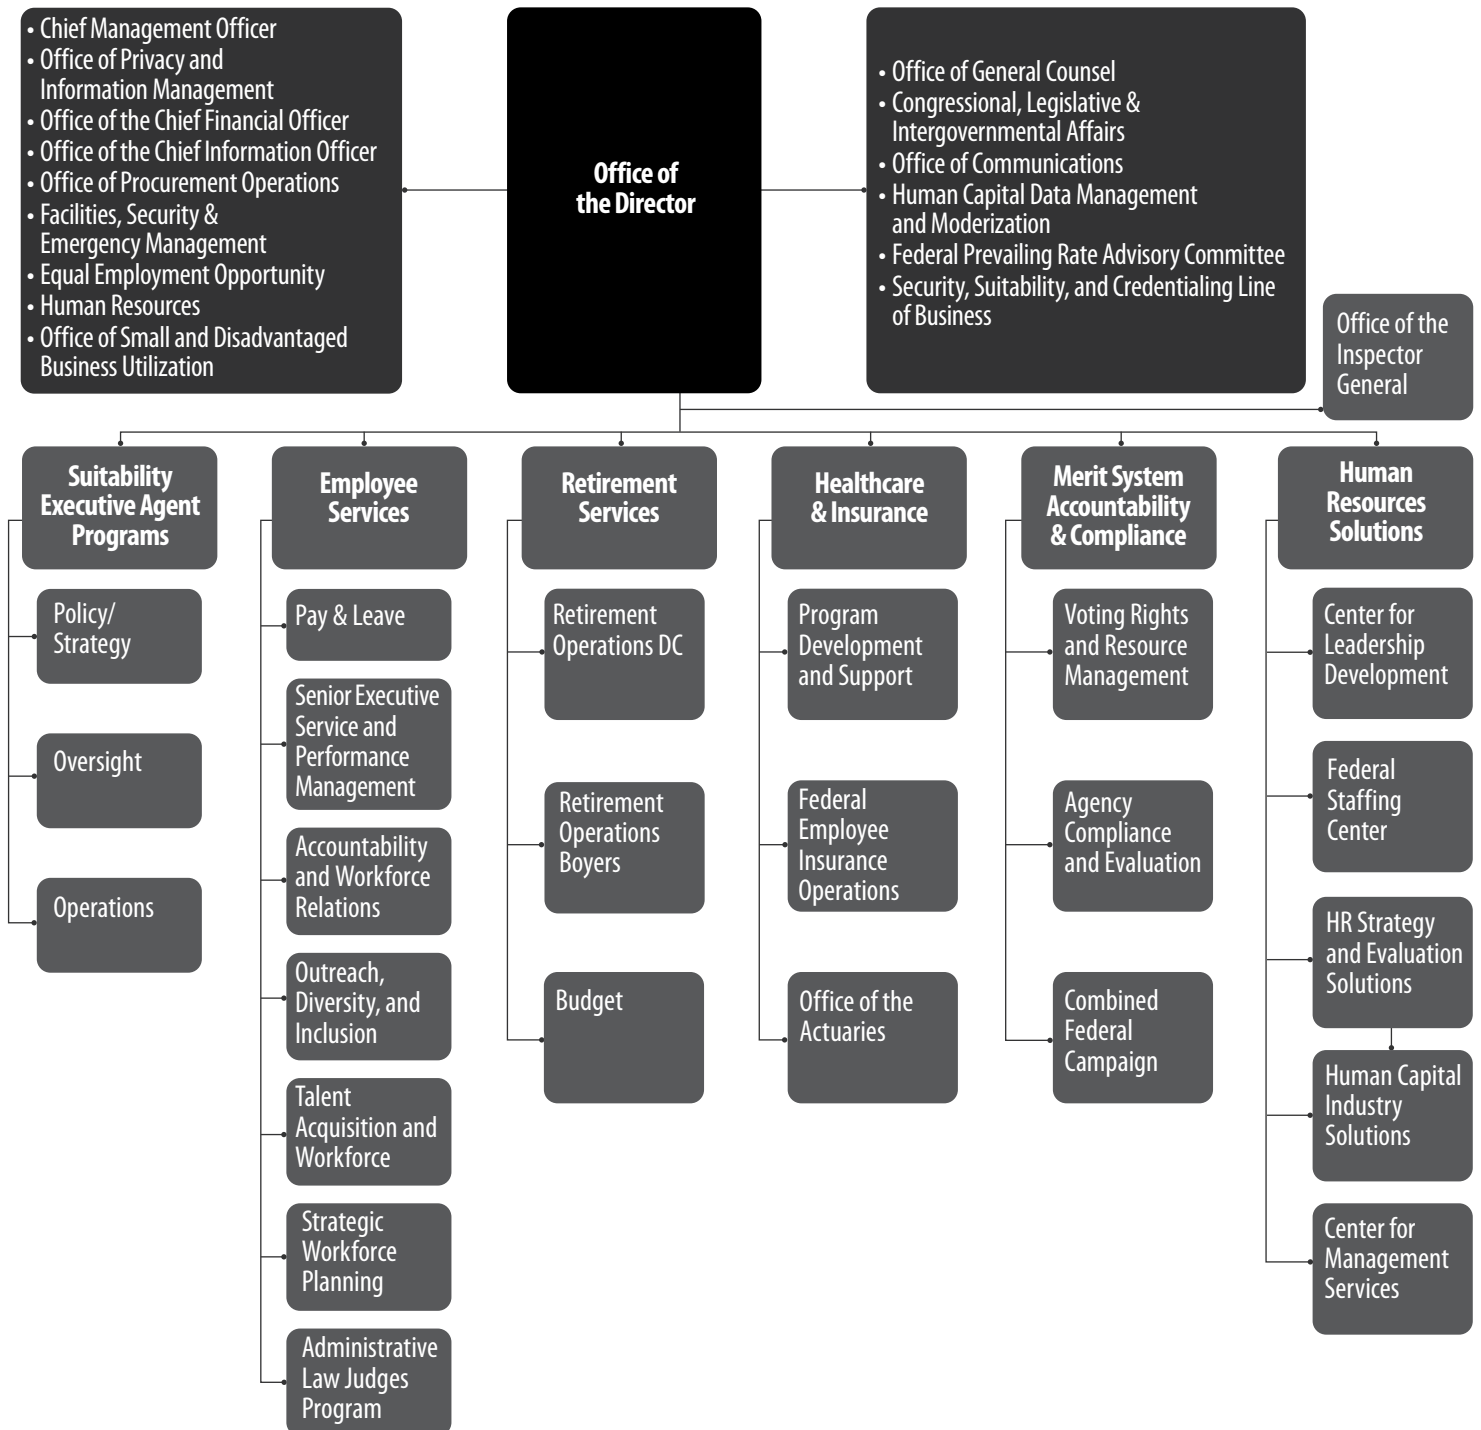 • Chief Management Officer
• Office of Privacy and
Information Management
• Office of the Chief Financial Officer
• Office of the Chief Information Officer
• Office of Procurement Operations
• Facilities, Security &
Emergency Management
• Equal Employment Opportunity
• Human Resources
• Office of Small and Disadvantaged
Business Utilization
Office of
the Director
• Office of General Counsel
• Congressional, Legislative &
Intergovernmental Affairs
• Office of Communications
• Human Capital Data Management
and Moderization
• Federal Prevailing Rate Advisory Committee
• Security, Suitability, and Credentialing Line
of Business
Office of the
Inspector
General
Suitability
Executive Agent
Programs
Policy/
Strategy
Oversight
Operations
Employee
Services
Pay & Leave
Senior Executive
Service and
Performance
Management
Accountability
and Workforce
Relations
Outreach,
Diversity, and
Inclusion
Talent
Acquisition and
Workforce
Strategic
Workforce
Planning
Administrative
Law Judges
Program
Retirement
Services
Retirement
Operations DC
Retirement
Operations
Boyers
Budget
Healthcare
& Insurance
Program
Development
and Support
Federal
Employee
Insurance
Operations
Office of the
Actuaries
Merit System
Accountability
& Compliance
Voting Rights
and Resource
Management
Agency
Compliance
and Evaluation
Combined
Federal
Campaign
Human
Resources
Solutions
Center for
Leadership
Development
Federal
Staffing
Center
HR Strategy
and Evaluation
Solutions
Human Capital
Industry
Solutions
Center for
Management
Services